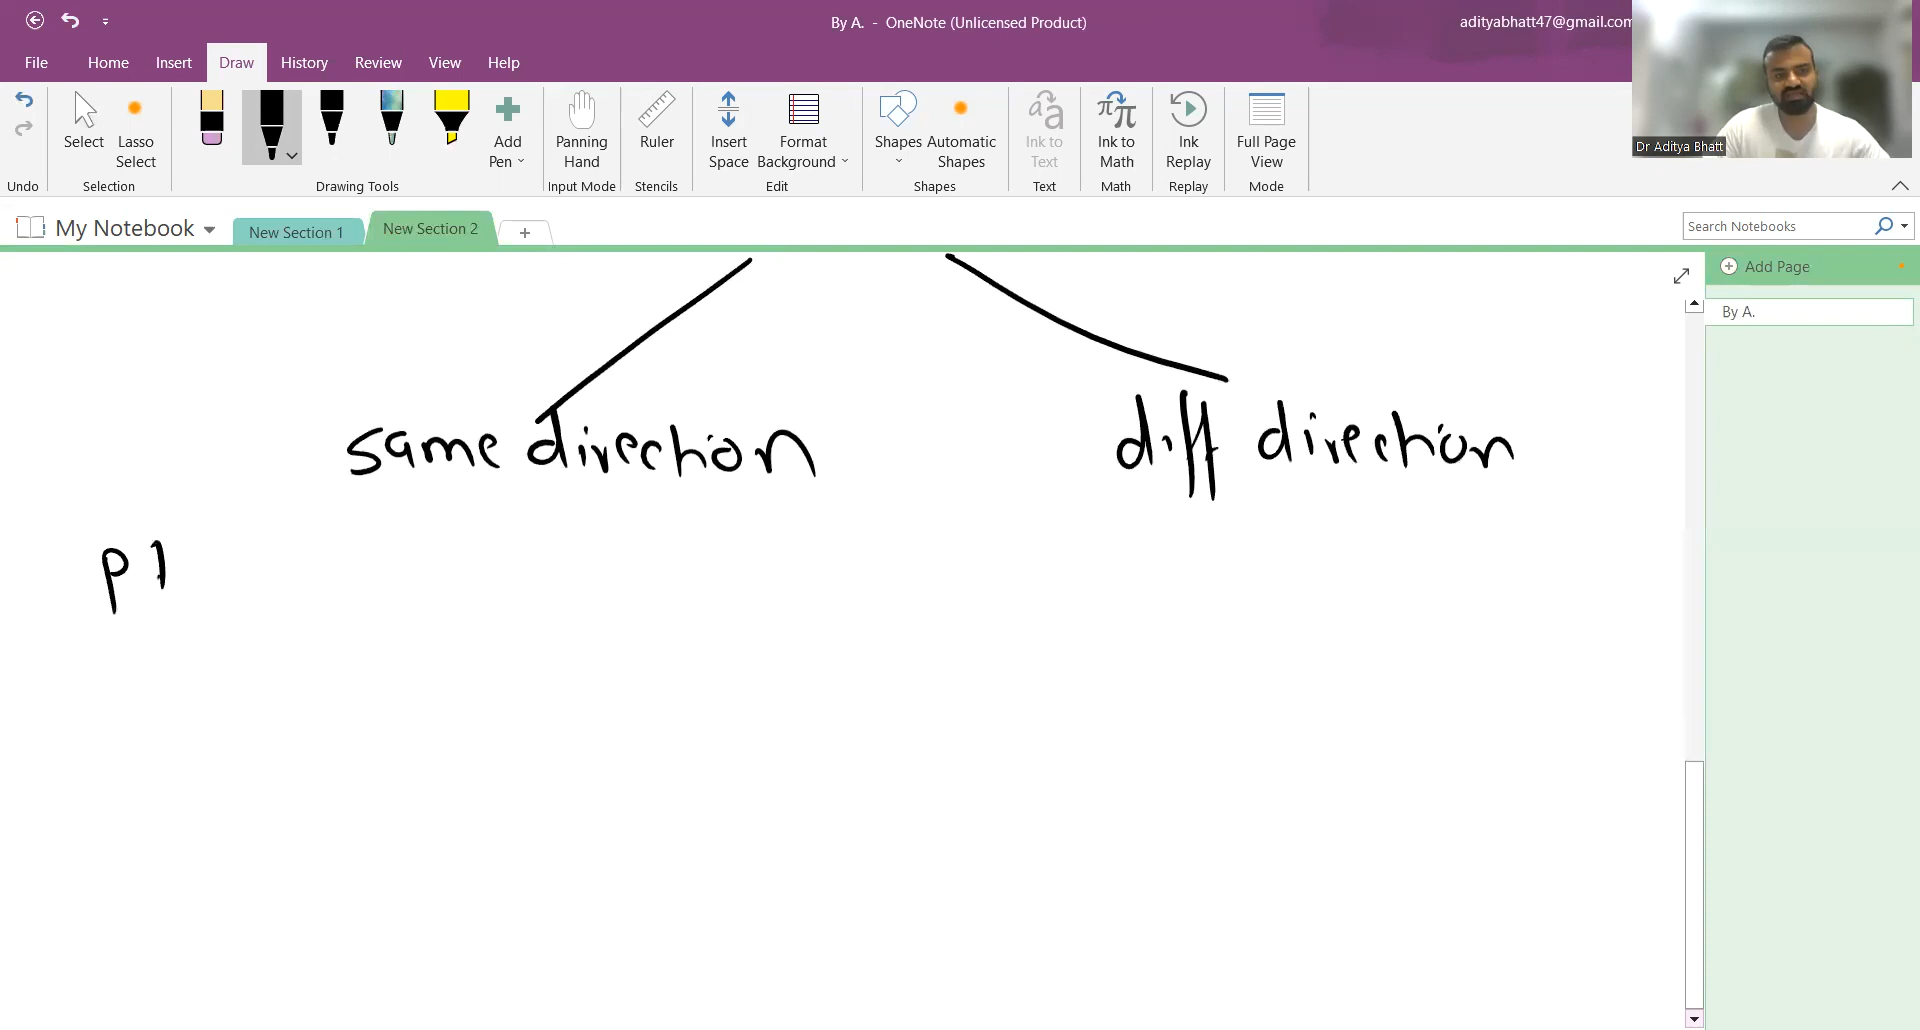 By A. - OneNote (Unlicensed Product)
adityabhatt47@gmail.com
File Home Insert Draw History Review View Help
Select
Lasso Select
Add Pen
Panning Hand
Ruler
Insert Space
Format Background
Shapes
Automatic Shapes
Ink to Text
Ink to Math
Ink Replay
Full Page View
Dr Aditya Bhatt
Undo Selection Drawing Tools Input Mode Stencils Edit Shapes Text Math Replay Mode
My Notebook New Section 1 New Section 2
Search Notebooks
Add Page
By A.
same direction
diff direction
p1